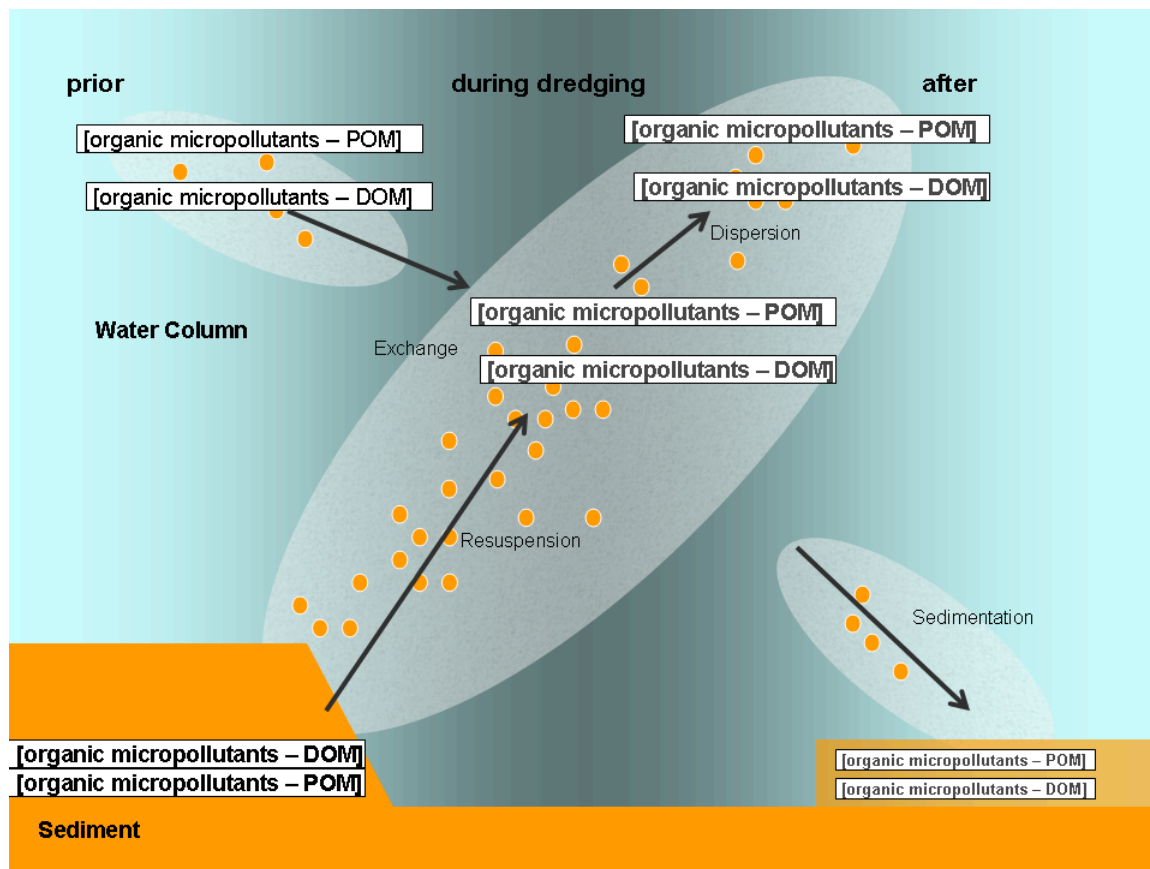 prior
during dredging
after
[organic micropollutants – POM]
[organic micropollutants – DOM]
[organic micropollutants – POM]
[organic micropollutants – DOM]
Dispersion
[organic micropollutants – POM]
[organic micropollutants – DOM]
Water Column
Exchange
Resuspension
Sedimentation
[organic micropollutants – DOM]
[organic micropollutants – POM]
[organic micropollutants – POM]
[organic micropollutants – DOM]
Sediment